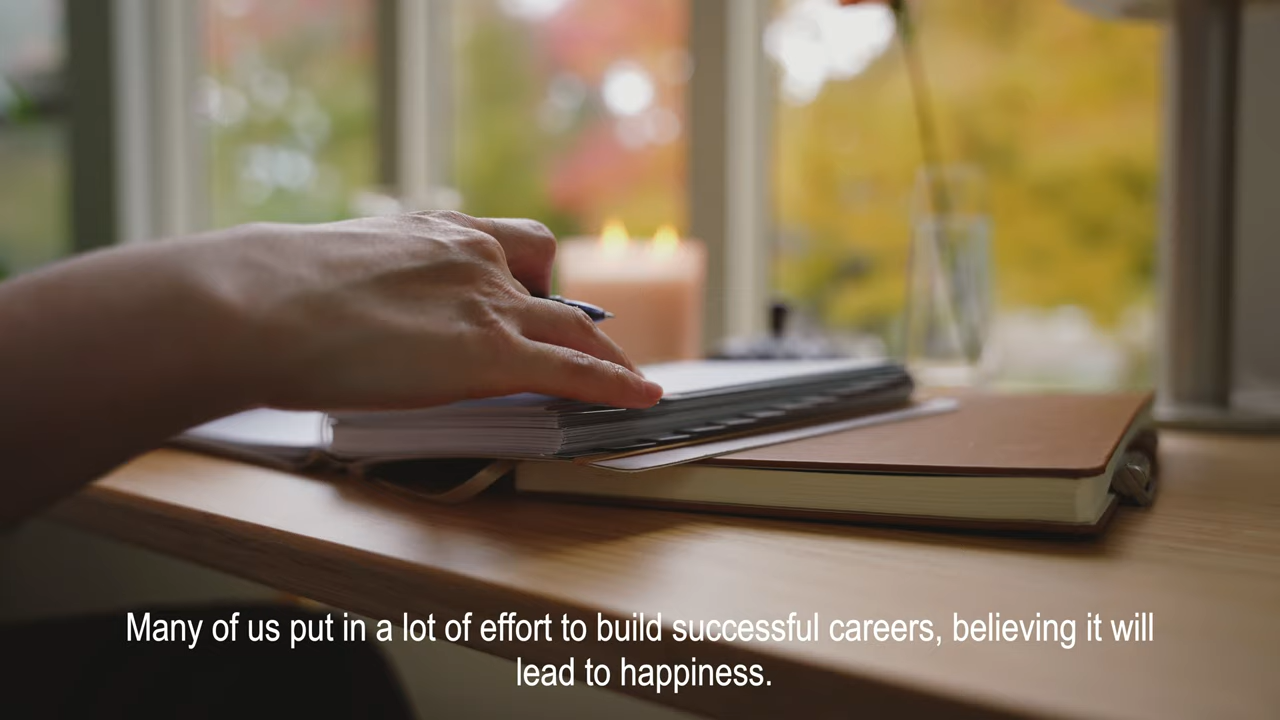 Many of us put in a lot of effort to build successful careers, believing it will
lead to happiness.